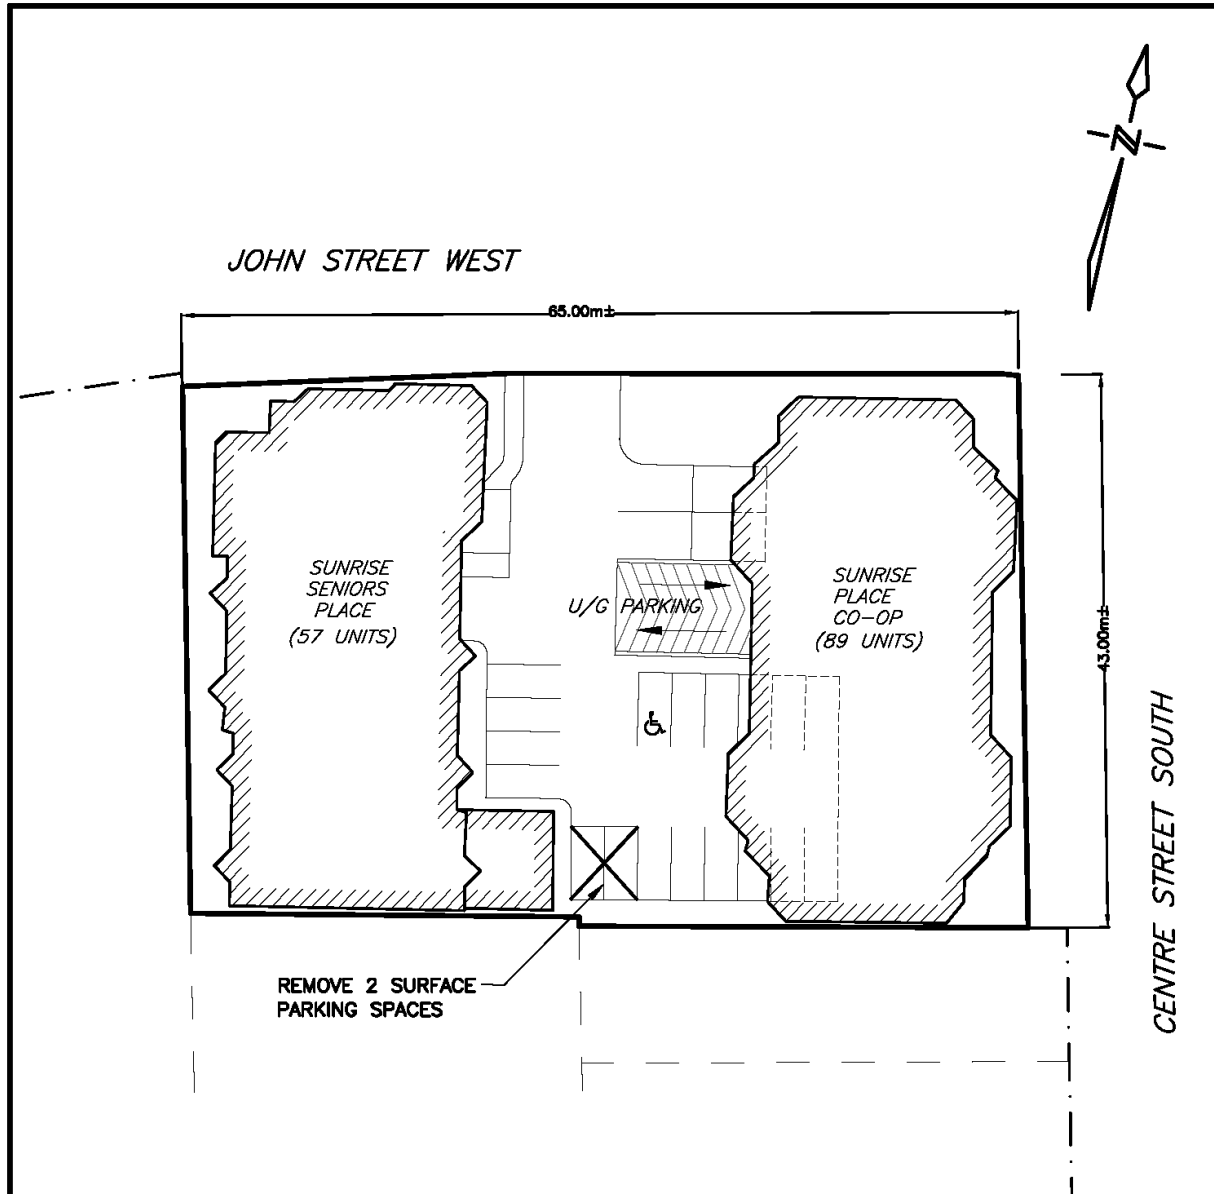 N
JOHN STREET WEST
65.00m±
SUNRISE
SENIORS
PLACE
(57 UNITS)
U/G PARKING
SUNRISE
PLACE
CO-OP
(89 UNITS)
43.00m±
CENTRE STREET SOUTH
REMOVE 2 SURFACE
PARKING SPACES